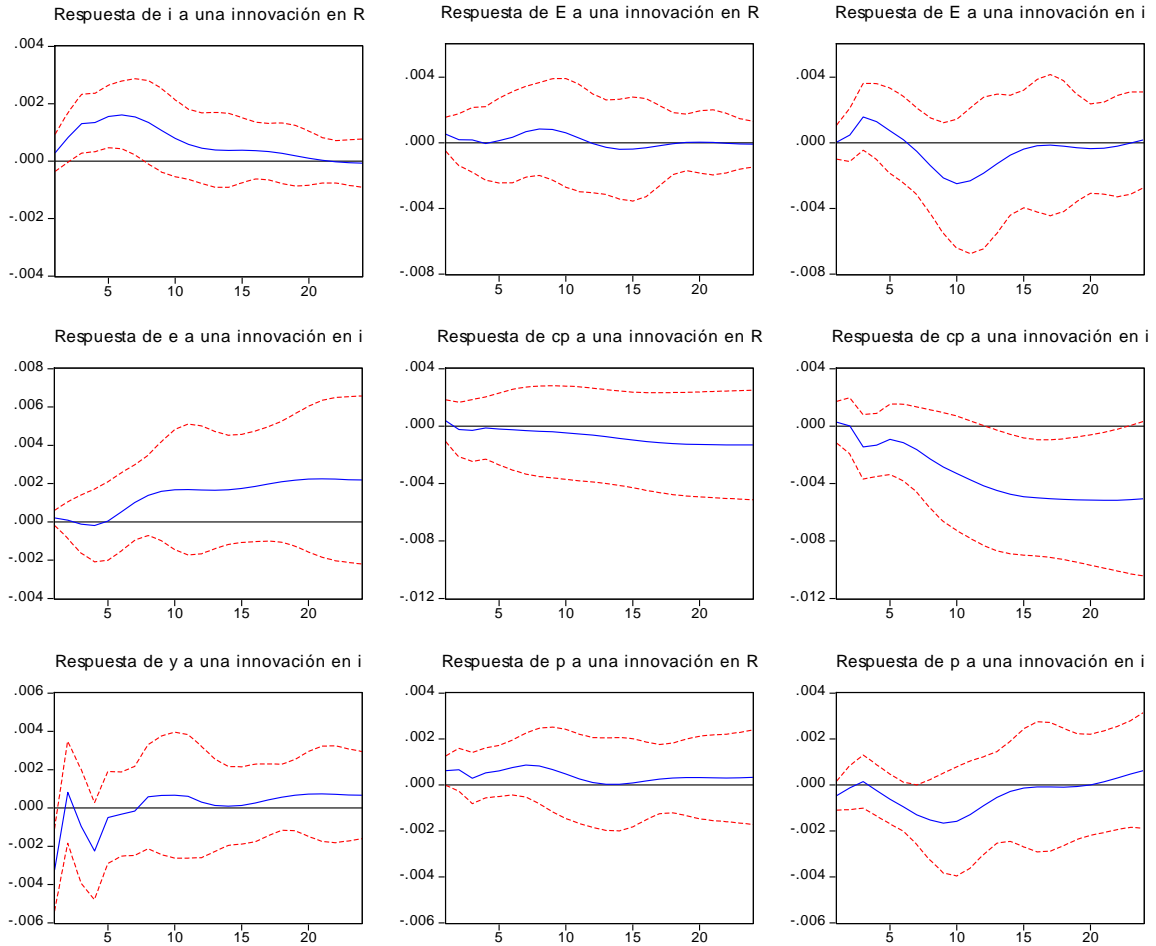 Respuesta de i a una innovación en R
.004
.002
.000
-.002
-.004
5 10 15 20
Respuesta de E a una innovación en R
.004
.000
-.004
-.008
5 10 15 20
Respuesta de E a una innovación en i
.004
.000
-.004
-.008
5 10 15 20
Respuesta de e a una innovación en i
.008
.006
.004
.002
.000
-.002
-.004
5 10 15 20
Respuesta de cp a una innovación en R
.004
.000
-.004
-.008
-.012
5 10 15 20
Respuesta de cp a una innovación en i
.004
.000
-.004
-.008
-.012
5 10 15 20
Respuesta de y a una innovación en i
.006
.004
.002
.000
-.002
-.004
-.006
5 10 15 20
Respuesta de p a una innovación en R
.004
.002
.000
-.002
-.004
-.006
5 10 15 20
Respuesta de p a una innovación en i
.004
.002
.000
-.002
-.004
-.006
5 10 15 20